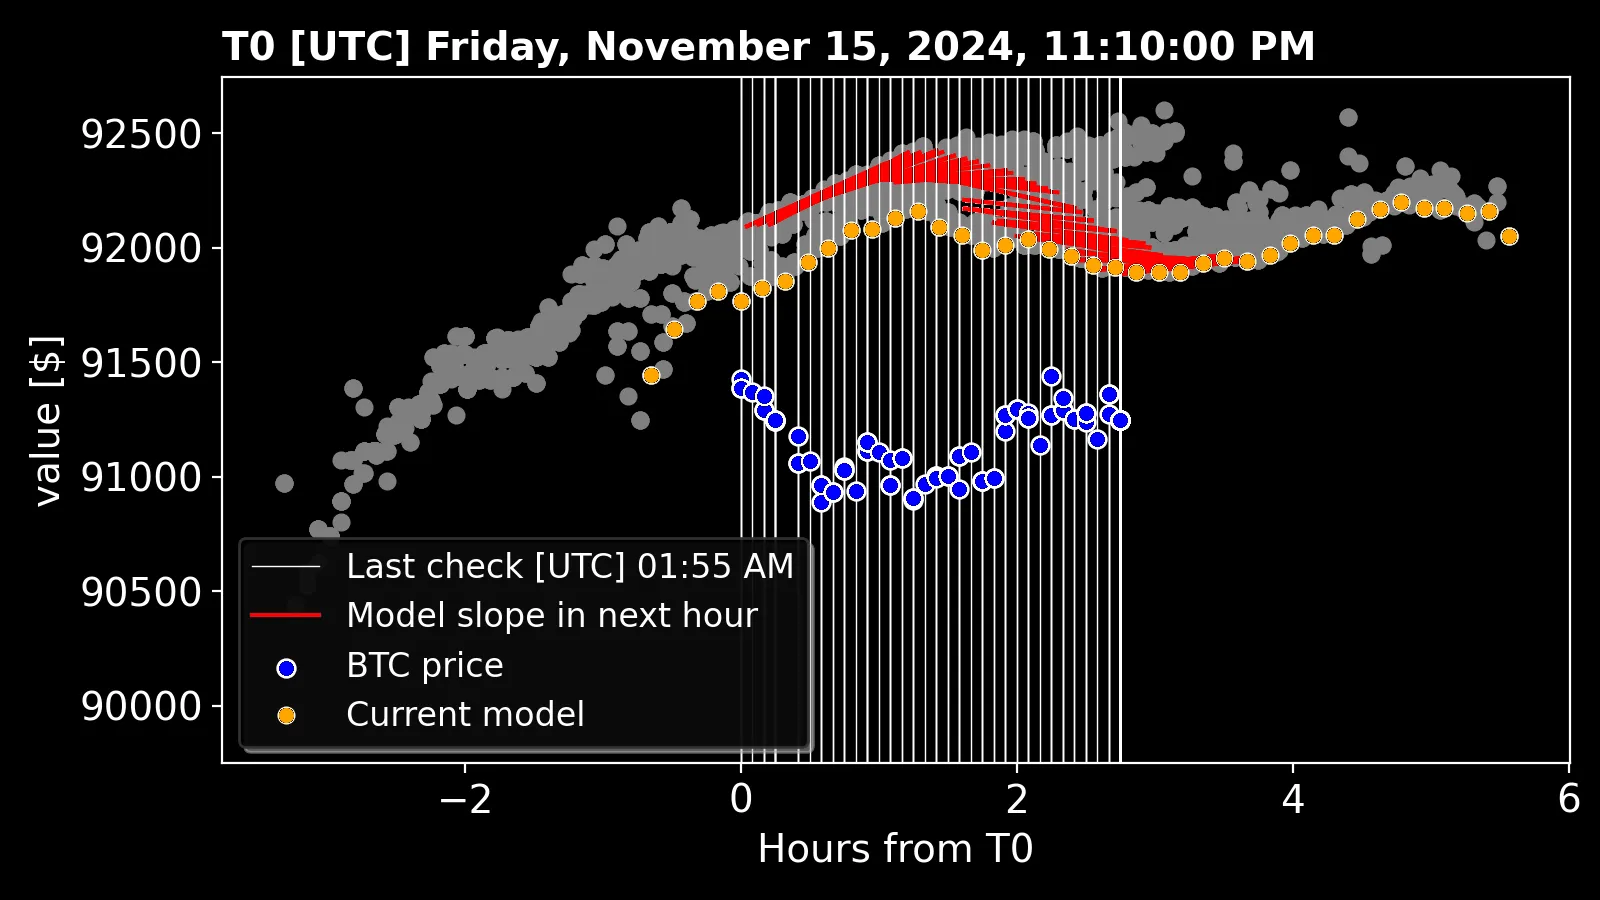 T0 [UTC] Friday, November 15, 2024, 11:10:00 PM
value [$]
92500
92000
91500
91000
90500
90000
Last check [UTC] 01:55 AM
Model slope in next hour
BTC price
Current model
−2 0 2 4 6
Hours from T0